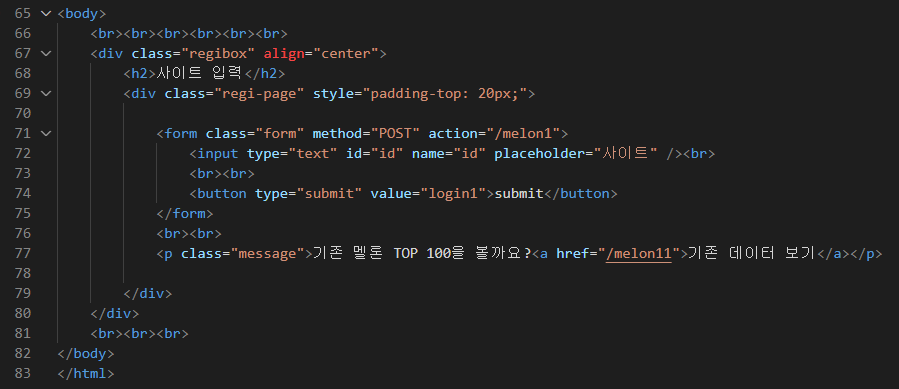 65 <body>
66 <br><br><br><br><br><br>
67 <div class="regibox" align="center">
68 <h2>사이트 입력</h2>
69 <div class="regi-page" style="padding-top: 20px;">
70
71 <form class="form" method="POST" action="/melon1">
72 <input type="text" id="id" name="id" placeholder="사이트" /><br>
73 <br><br>
74 <button type="submit" value="login1">submit</button>
75 </form>
76 <br><br>
77 <p class="message">기존 멜론 TOP 100을 볼까요?<a href="/melon11">기존 데이터 보기</a></p>
78
79 </div>
80 </div>
81 <br><br><br>
82 </body>
83 </html>